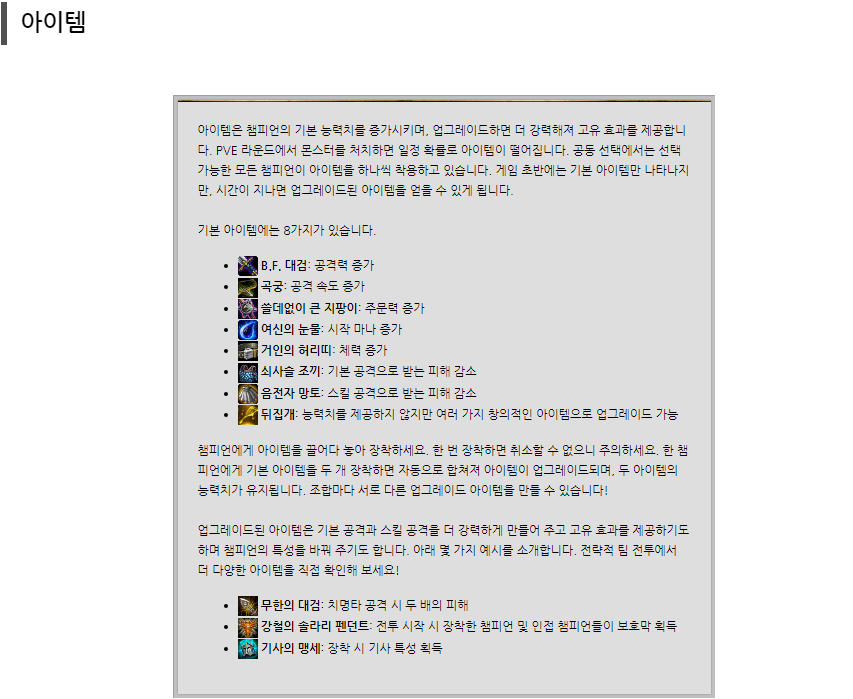 아이템
아이템은 챔피언의 기본 능력치를 증가시키며, 업그레이드하면 더 강력해져 고유 효과를 제공합니
다. PVE 라운드에서 몬스터를 처치하면 일정 확률로 아이템이 떨어집니다. 공동 선택에서는 선택
가능한 모든 챔피언이 아이템을 하나씩 착용하고 있습니다. 게임 초반에는 기본 아이템만 나타나지
만, 시간이 지나면 업그레이드된 아이템을 얻을 수 있게 됩니다.
기본 아이템에는 8가지가 있습니다.
• B.F. 대검: 공격력 증가
• 곡궁: 공격 속도 증가
• 쓸데없이 큰 지팡이: 주문력 증가
• 여신의 눈물: 시작 마나 증가
• 거인의 허리띠: 체력 증가
• 쇠사슬 조끼: 기본 공격으로 받는 피해 감소
• 음전자 망토: 스킬 공격으로 받는 피해 감소
• 뒤집개: 능력치를 제공하지 않지만 여러 가지 창의적인 아이템으로 업그레이드 가능
챔피언에게 아이템을 끌어다 놓아 장착하세요. 한 번 장착하면 취소할 수 없으니 주의하세요. 한 챔
피언에게 기본 아이템을 두 개 장착하면 자동으로 합쳐져 아이템이 업그레이드되며, 두 아이템의
능력치가 유지됩니다. 조합마다 서로 다른 업그레이드 아이템을 만들 수 있습니다!
업그레이드된 아이템은 기본 공격과 스킬 공격을 더 강력하게 만들어 주고 고유 효과를 제공하기도
하며 챔피언의 특성을 바꿔 주기도 합니다. 아래 몇 가지 예시를 소개합니다. 전략적 팀 전투에서
더 다양한 아이템을 직접 확인해 보세요!
• 무한의 대검: 치명타 공격 시 두 배의 피해
• 강철의 솔라리 펜던트: 전투 시작 시 장착한 챔피언 및 인접 챔피언들이 보호막 획득
• 기사의 맹세: 장착 시 기사 특성 획득